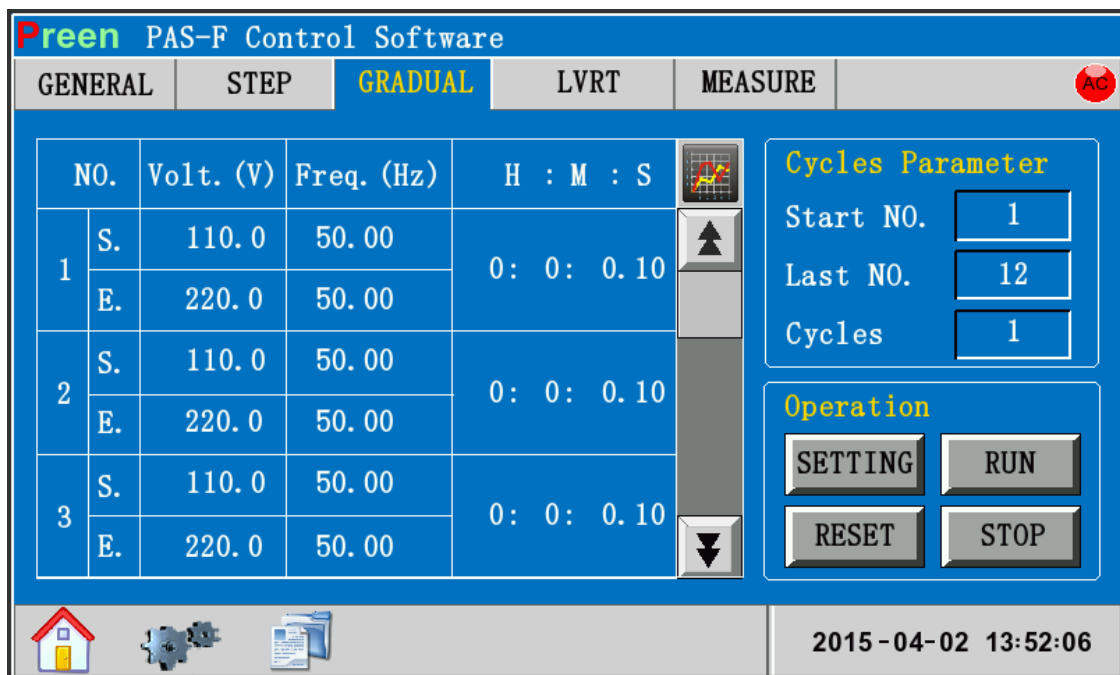 Preen PAS-F Control Software
GENERAL STEP GRADUAL LVRT MEASURE AC
NO. Volt.(V) Freq.(Hz) H : M : S
1 S. 110.0 50.00 0: 0: 0.10
E. 220.0 50.00
2 S. 110.0 50.00 0: 0: 0.10
E. 220.0 50.00
3 S. 110.0 50.00 0: 0: 0.10
E. 220.0 50.00
Cycles Parameter
Start NO. 1
Last NO. 12
Cycles 1
Operation
SETTING RUN
RESET STOP
2015-04-02 13:52:06